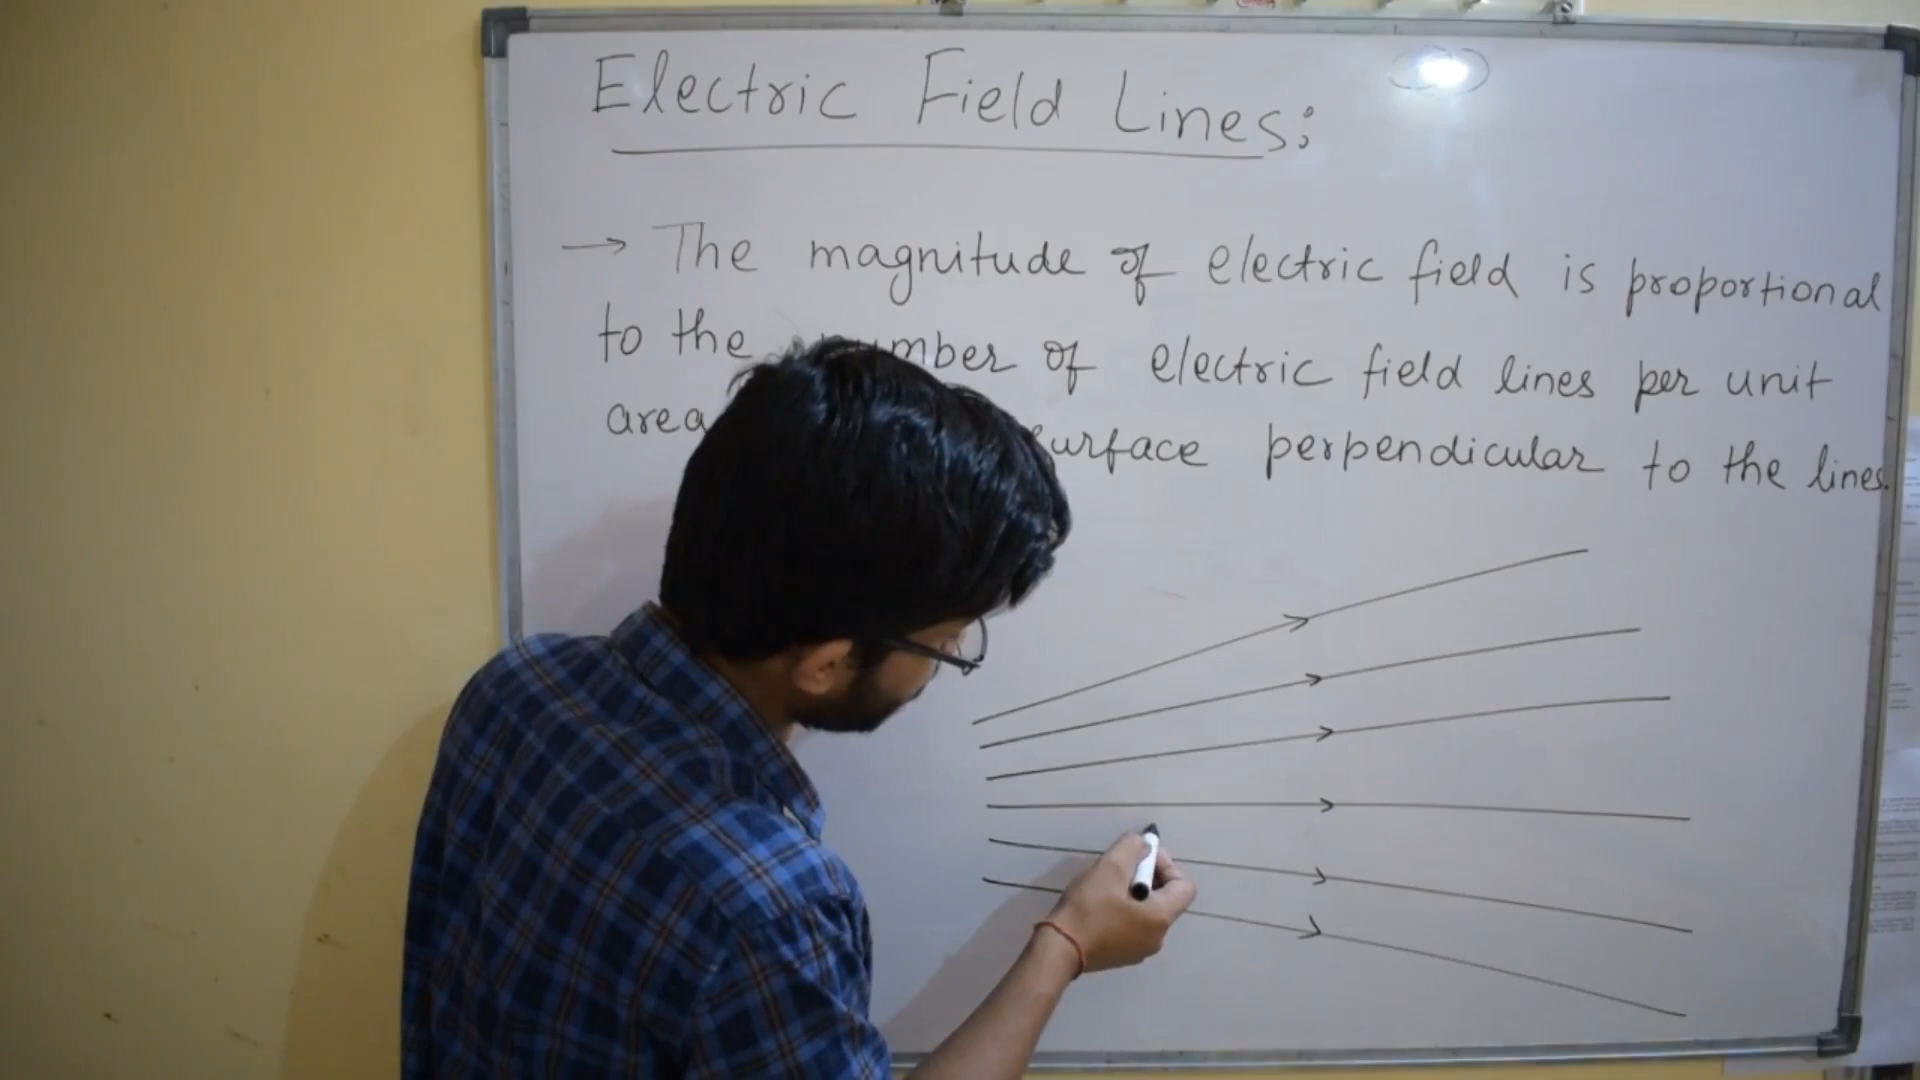 Electric Field Lines:
→ The magnitude of electric field is proportional
to the number of electric field lines per unit
area surface perpendicular to the lines.